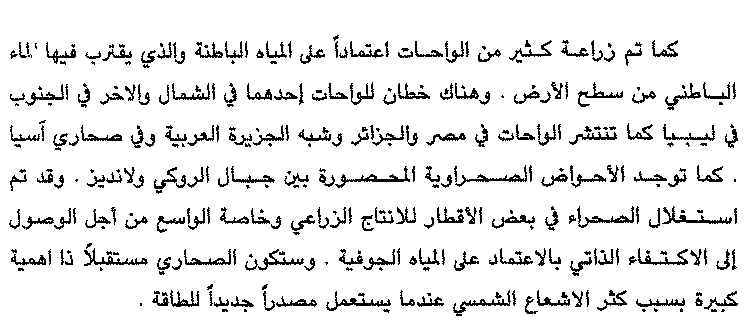 كما تم زراعة كثير من الواحات اعتماداً على المياه الباطنة والذي يقترب فيها الماء
الباطني من سطح الأرض . وهناك خطان للواحات إحدهما في الشمال والاخر في الجنوب
في ليبيا كما تنتشر الواحات في مصر والجزائر وشبه الجزيرة العربية وفي صحاري آسيا
. كما توجد الأحواض الصحراوية المحصورة بين جبال الروكي ولانديز . وقد تم
استغلال الصحراء في بعض الأقطار للانتاج الزراعي وخاصة الواسع من أجل الوصول
إلى الاكتفاء الذاتي بالاعتماد على المياه الجوفية . وستكون الصحاري مستقبلاً ذا اهمية
كبيرة بسبب كثر الاشعاع الشمسي عندما يستعمل مصدراً جديداً للطاقة .